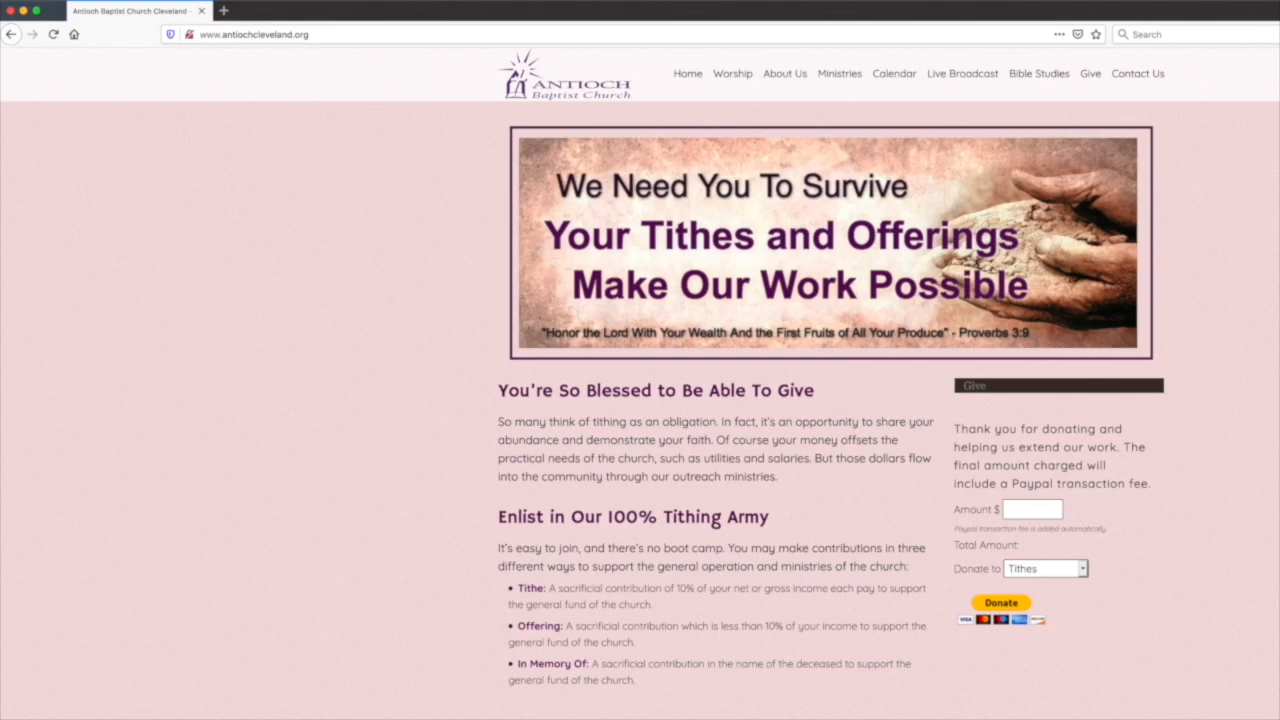 Antioch Baptist Church Cleveland
www.antiochcleveland.org
Search
ANTIOCH
Baptist Church
Home Worship About Us Ministries Calendar Live Broadcast Bible Studies Give Contact Us
We Need You To Survive
Your Tithes and Offerings
Make Our Work Possible
"Honor the Lord With Your Wealth And the First Fruits of All Your Produce" - Proverbs 3:9
You're So Blessed to Be Able To Give
So many think of tithing as an obligation. In fact, it's an opportunity to share your
abundance and demonstrate your faith. Of course your money offsets the
practical needs of the church, such as utilities and salaries. But those dollars flow
into the community through our outreach ministries.
Enlist in Our 100% Tithing Army
It's easy to join, and there's no boot camp. You may make contributions in three
different ways to support the general operation and ministries of the church:
• Tithe: A sacrificial contribution of 10% of your net or gross income each pay to support
the general fund of the church.
• Offering: A sacrificial contribution which is less than 10% of your income to support the
general fund of the church.
• In Memory Of: A sacrificial contribution in the name of the deceased to support the
general fund of the church.
Give
Thank you for donating and
helping us extend our work. The
final amount charged will
include a Paypal transaction fee.
Amount $
Paypal transaction fee is added automatically
Total Amount:
Donate to Tithes
Donate
VISA